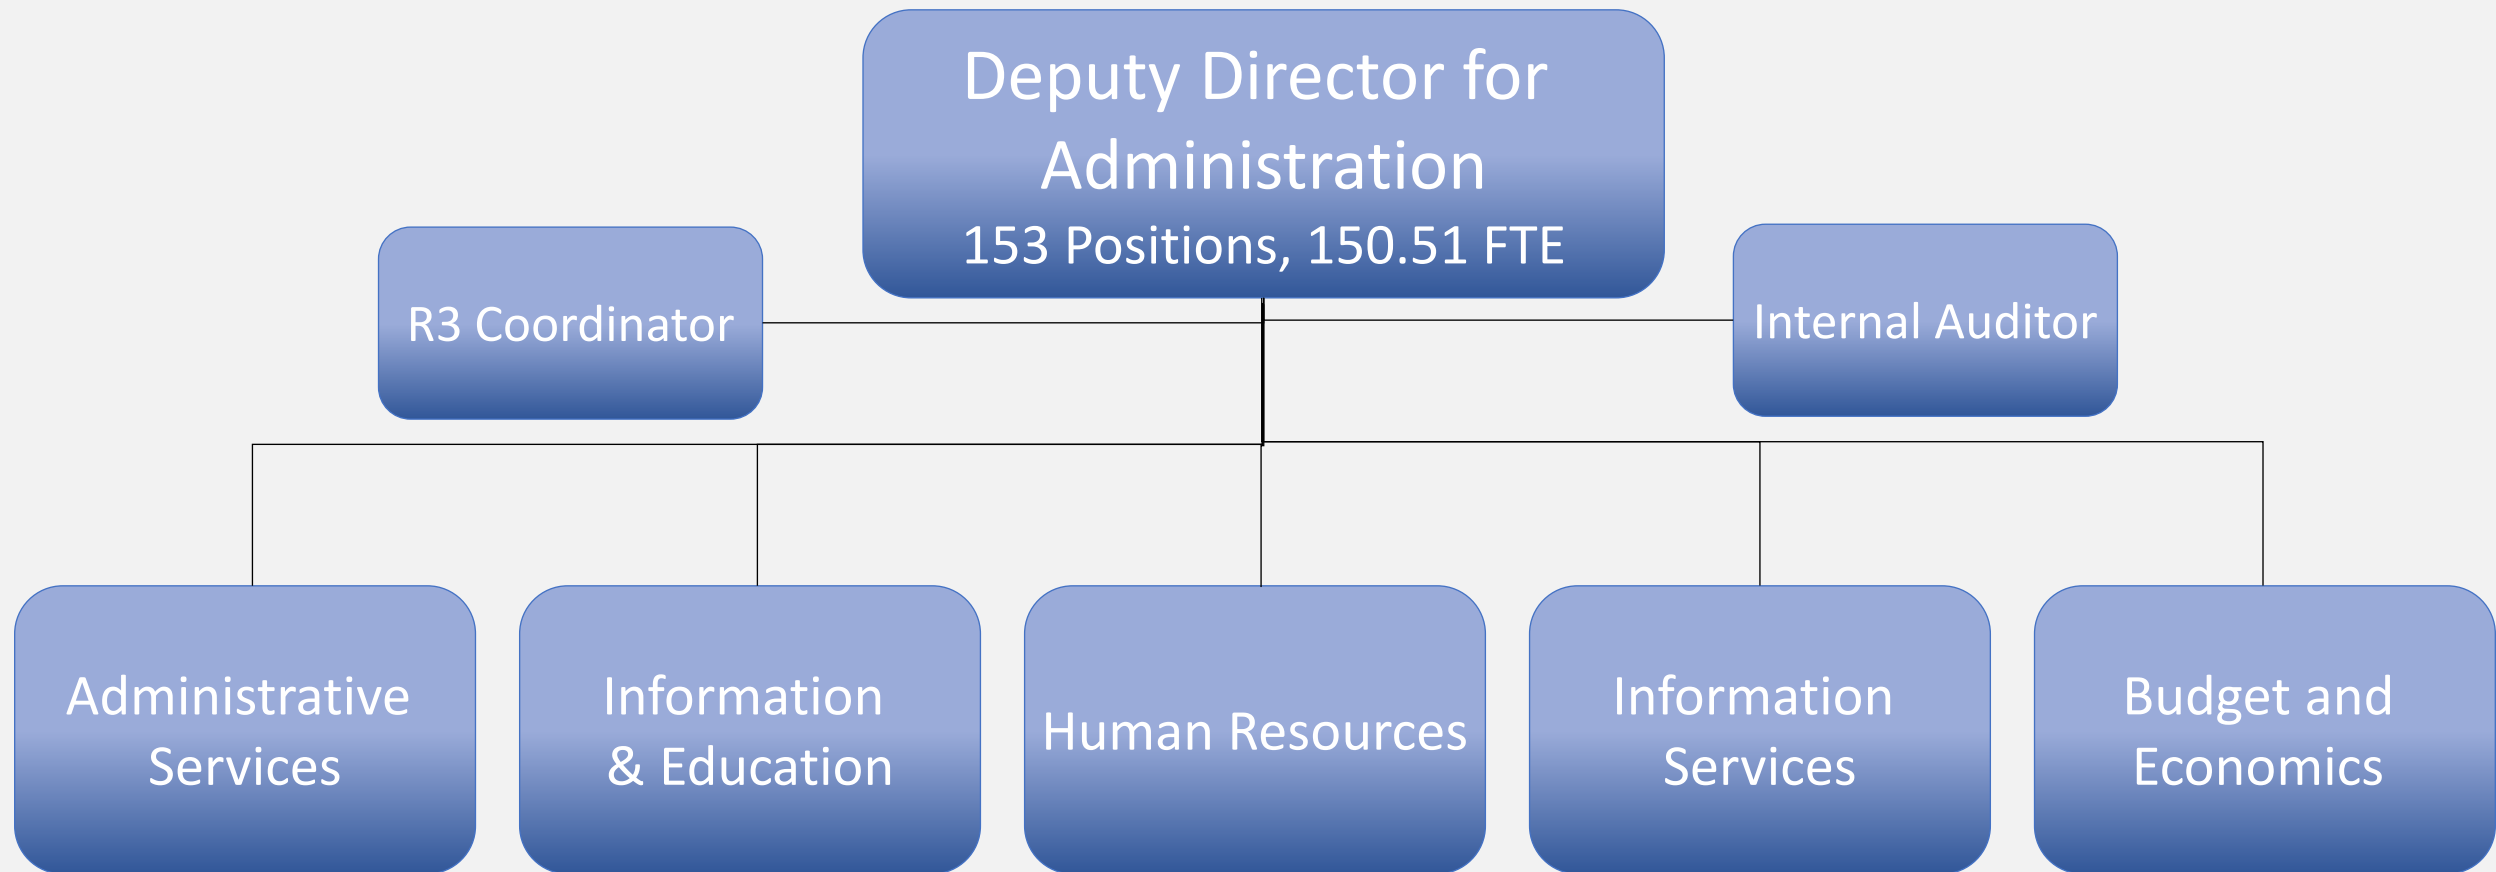 Deputy Director for
Administration
153 Positions, 150.51 FTE
R3 Coordinator
Internal Auditor
Administrative
Services
Information
& Education
Human Resources
Information
Services
Budget and
Economics